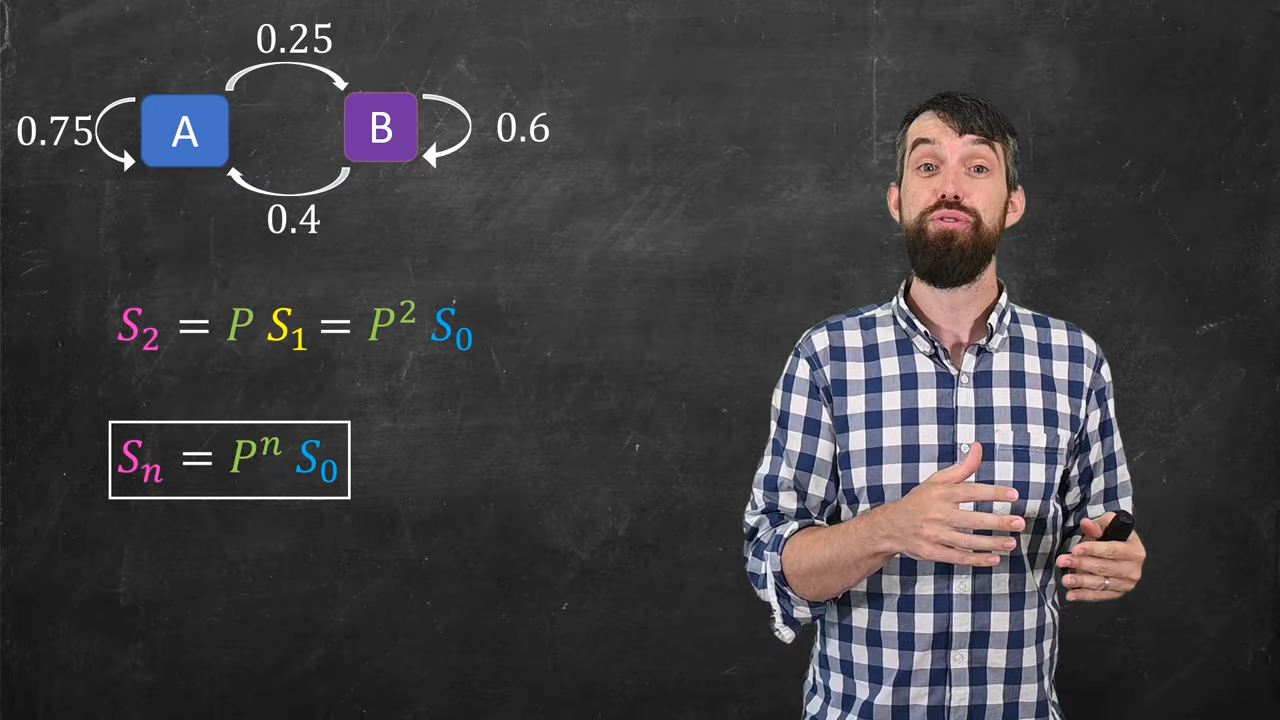 0.25
0.75 A B 0.6
0.4
S₂ = P S₁ = P² S₀
Sₙ = Pⁿ S₀